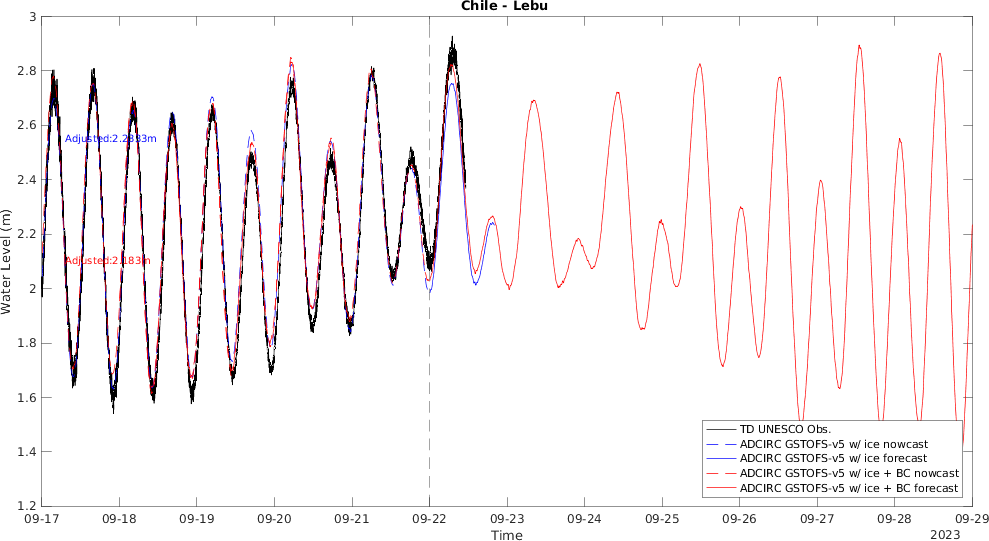 Chile - Lebu
3
2.8
2.6
2.4
2.2
2
1.8
1.6
1.4
1.2
Water Level (m)
Adjusted:2.2833m
Adjusted:2.183m
TD UNESCO Obs.
ADCIRC GSTOFS-v5 w/ ice nowcast
ADCIRC GSTOFS-v5 w/ ice forecast
ADCIRC GSTOFS-v5 w/ ice + BC nowcast
ADCIRC GSTOFS-v5 w/ ice + BC forecast
09-17 09-18 09-19 09-20 09-21 09-22 09-23 09-24 09-25 09-26 09-27 09-28 09-29
Time
2023